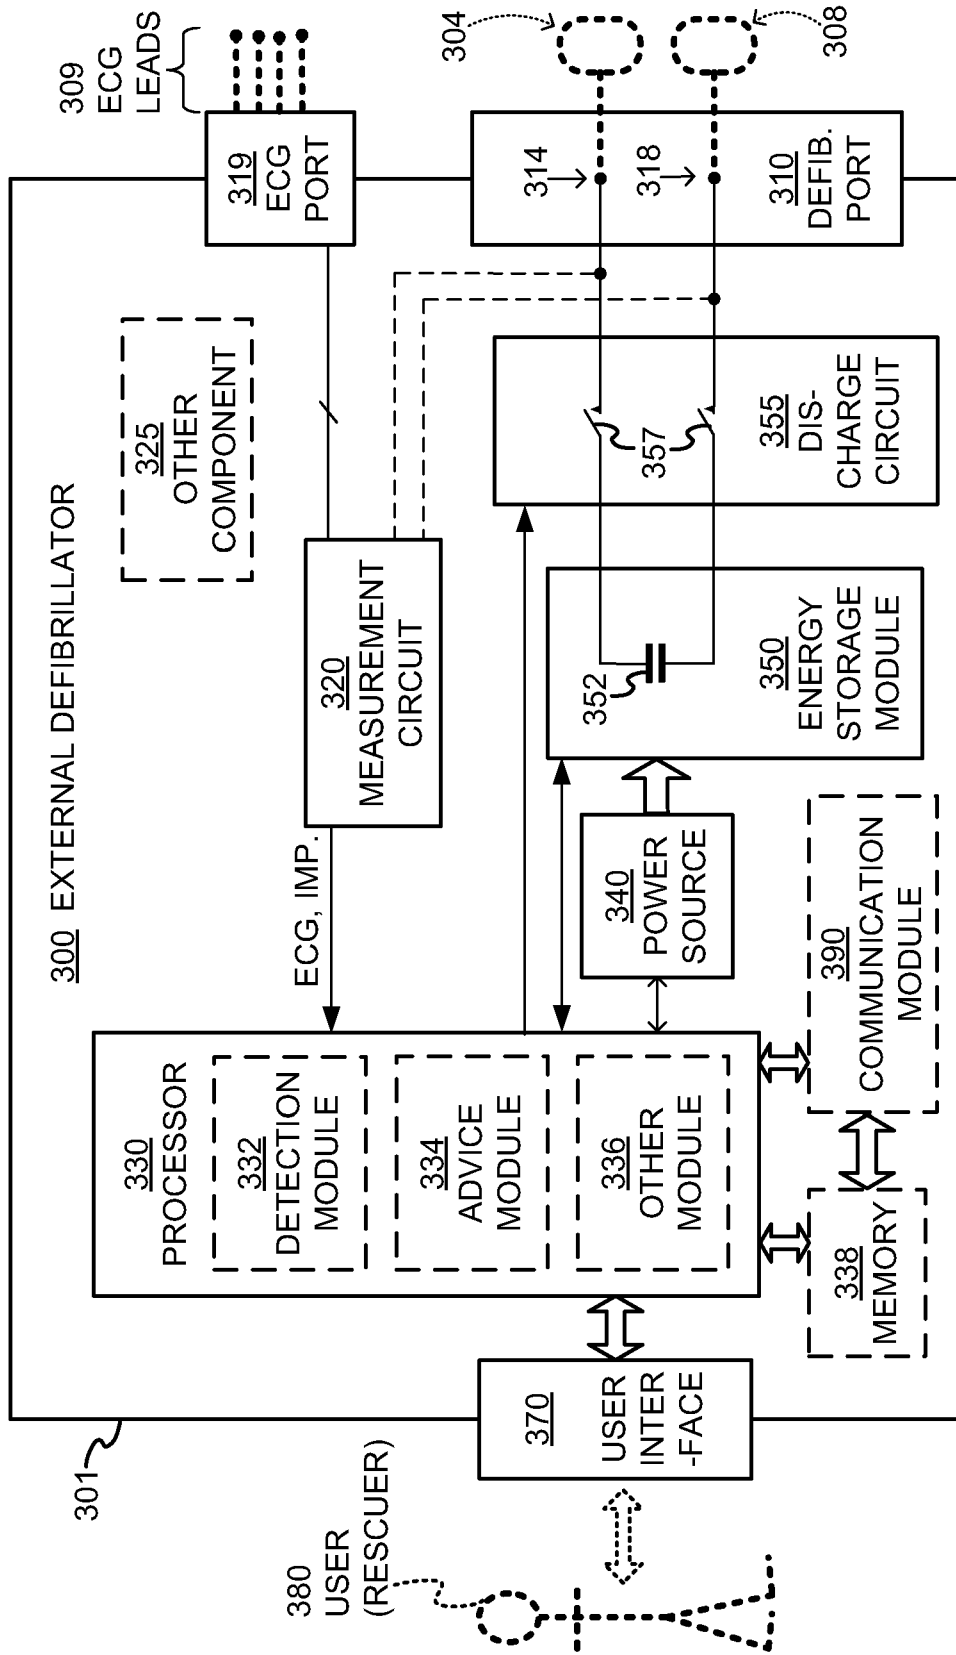 300 EXTERNAL DEFIBRILLATOR
301
309
ECG
LEADS
319
ECG
PORT
325
OTHER
COMPONENT
304
308
314
318
310
DEFIB.
PORT
320
MEASUREMENT
CIRCUIT
ECG, IMP.
357
355
DIS-
CHARGE
CIRCUIT
352
350
ENERGY
STORAGE
MODULE
340
POWER
SOURCE
330
PROCESSOR
332
DETECTION
MODULE
334
ADVICE
MODULE
336
OTHER
MODULE
338
MEMORY
390
COMMUNICATION
MODULE
370
USER
INTER
-FACE
380
USER
(RESCUER)